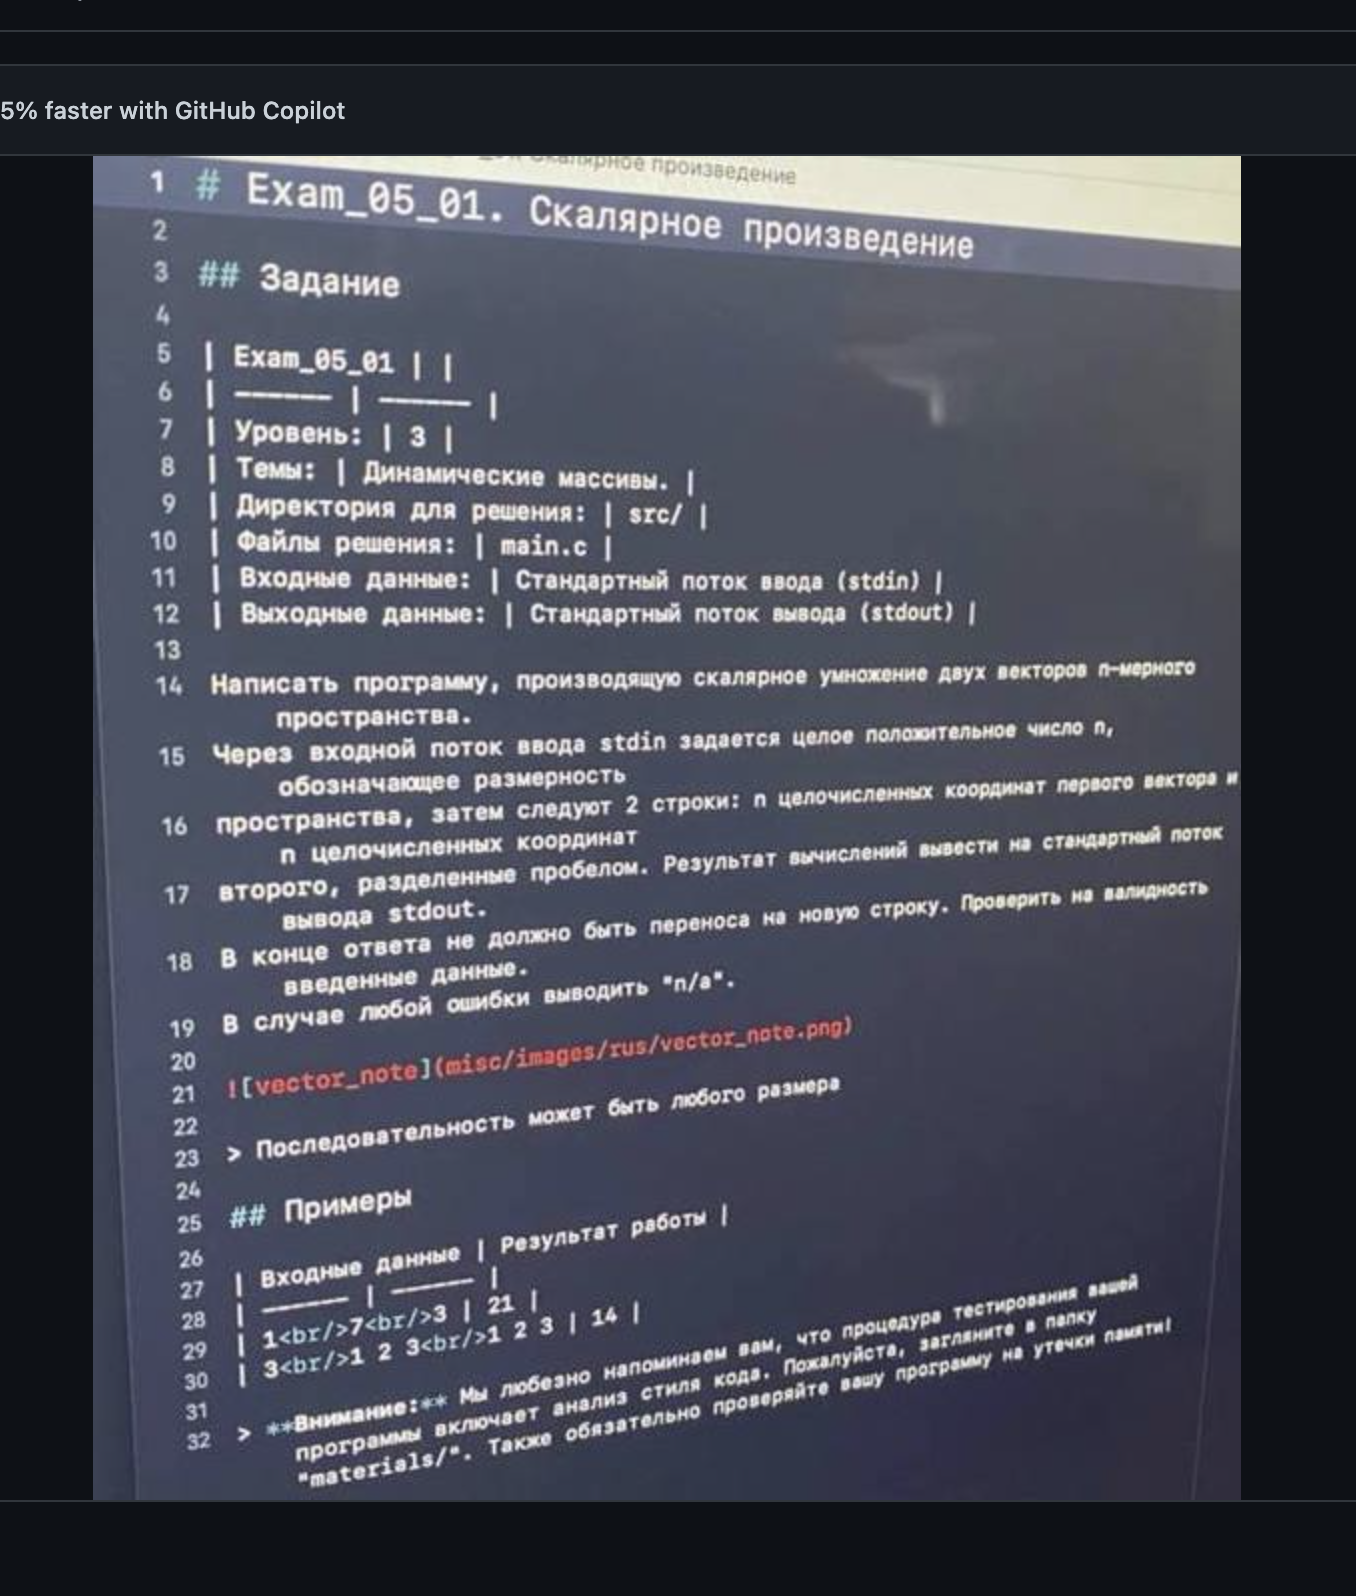 5% faster with GitHub Copilot
Скалярное произведение
1 # Exam_05_01. Скалярное произведение
2
3 ## Задание
4
5 | Exam_05_01 | |
6 | ------ | ------ |
7 | Уровень: | 3 |
8 | Темы: | Динамические массивы. |
9 | Директория для решения: | src/ |
10 | Файлы решения: | main.c |
11 | Входные данные: | Стандартный поток ввода (stdin) |
12 | Выходные данные: | Стандартный поток вывода (stdout) |
13
14 Написать программу, производящую скалярное умножение двух векторов n-мерного
пространства.
15 Через входной поток ввода stdin задается целое положительное число n,
обозначающее размерность
16 пространства, затем следуют 2 строки: n целочисленных координат первого вектора и
n целочисленных координат
17 второго, разделенные пробелом. Результат вычислений вывести на стандартный поток
вывода stdout.
18 В конце ответа не должно быть переноса на новую строку. Проверить на валидность
введенные данные.
19 В случае любой ошибки выводить "n/a".
20
21 ![vector_note](misc/images/rus/vector_note.png)
22
23 > Последовательность может быть любого размера
24
25 ## Примеры
26
27 | Входные данные | Результат работы |
28 | ------ | ------ |
29 | 1<br/>7<br/>3 | 21 |
30 | 3<br/>1 2 3<br/>1 2 3 | 14 |
31
32 > **Внимание:** Мы любезно напоминаем вам, что процедура тестирования вашей
программы включает анализ стиля кода. Пожалуйста, загляните в папку
"materials/". Также обязательно проверяйте вашу программу на утечки памяти!